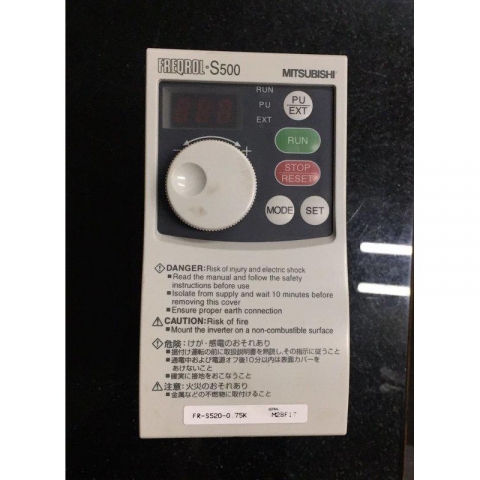 FREQROL-S500
MITSUBISHI
RUN
PU
EXT
PU
EXT
RUN
- +
STOP
RESET
MODE
SET
DANGER: Risk of injury and electric shock
■Read the manual and follow the safety
instructions before use
■Isolate from supply and wait 10 minutes before
removing this cover
■Ensure proper earth connection
CAUTION: Risk of fire
■Mount the inverter on a non-combustible surface
危険：けが・感電のおそれあり
■据付け運転の前に取扱説明書を熟読し、その指示に従うこと
■通電中および電源オフ後10分以内は表面カバーを
あけないこと
■確実に接地をおこなうこと
注意：火災のおそれあり
■金属などの不燃物に取付けること
FR-S520-0.75K
SERIAL
M28F17